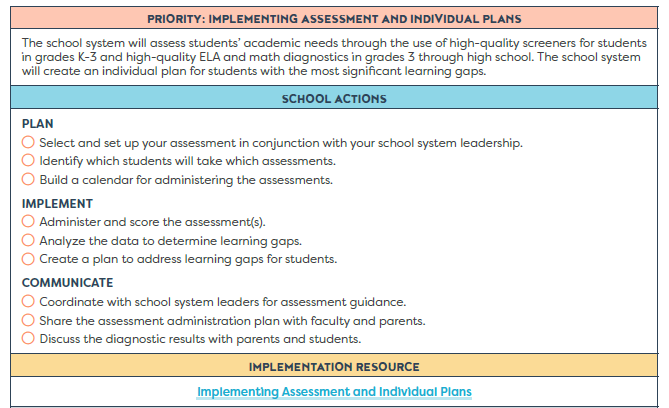 PRIORITY: IMPLEMENTING ASSESSMENT AND INDIVIDUAL PLANS
The school system will assess students' academic needs through the use of high-quality screeners for students
in grades K-3 and high-quality ELA and math diagnostics in grades 3 through high school. The school system
will create an individual plan for students with the most significant learning gaps.
SCHOOL ACTIONS
PLAN
Select and set up your assessment in conjunction with your school system leadership.
Identify which students will take which assessments.
Build a calendar for administering the assessments.
IMPLEMENT
Administer and score the assessment(s).
Analyze the data to determine learning gaps.
Create a plan to address learning gaps for students.
COMMUNICATE
Coordinate with school system leaders for assessment guidance.
Share the assessment administration plan with faculty and parents.
Discuss the diagnostic results with parents and students.
IMPLEMENTATION RESOURCE
Implementing Assessment and Individual Plans